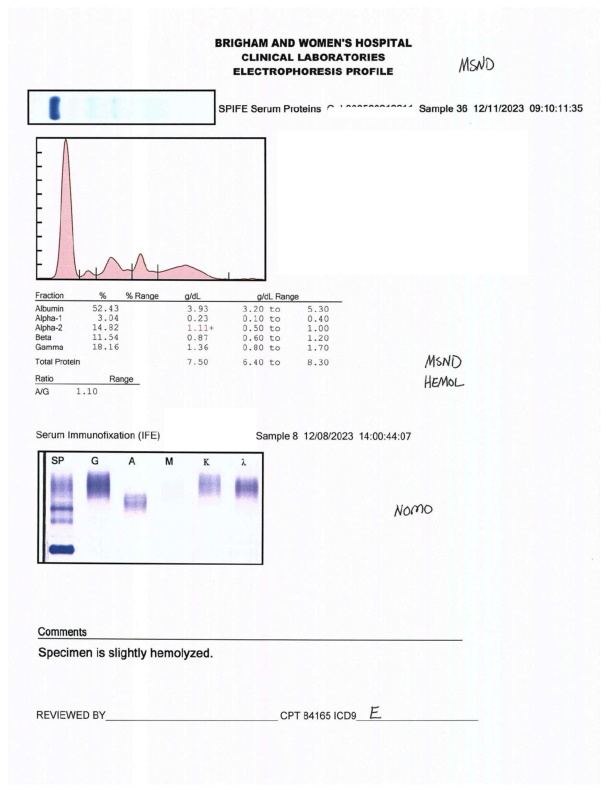 BRIGHAM AND WOMEN'S HOSPITAL
CLINICAL LABORATORIES
ELECTROPHORESIS PROFILE
MSND
SPIFE Serum Proteins Sample 36 12/11/2023 09:10:11:35
Fraction % % Range g/dL g/dL Range
Albumin 52.43 3.93 3.20 to 5.30
Alpha-1 3.04 0.23 0.10 to 0.40
Alpha-2 14.82 1.11+ 0.50 to 1.00
Beta 11.54 0.87 0.60 to 1.20
Gamma 18.16 1.36 0.80 to 1.70
Total Protein 7.50 6.40 to 8.30
MSND
HEMOL
Ratio Range
A/G 1.10
Serum Immunofixation (IFE) Sample 8 12/08/2023 14:00:44:07
SP G A M K λ
NOMO
Comments
Specimen is slightly hemolyzed.
REVIEWED BY CPT 84165 ICD9 E